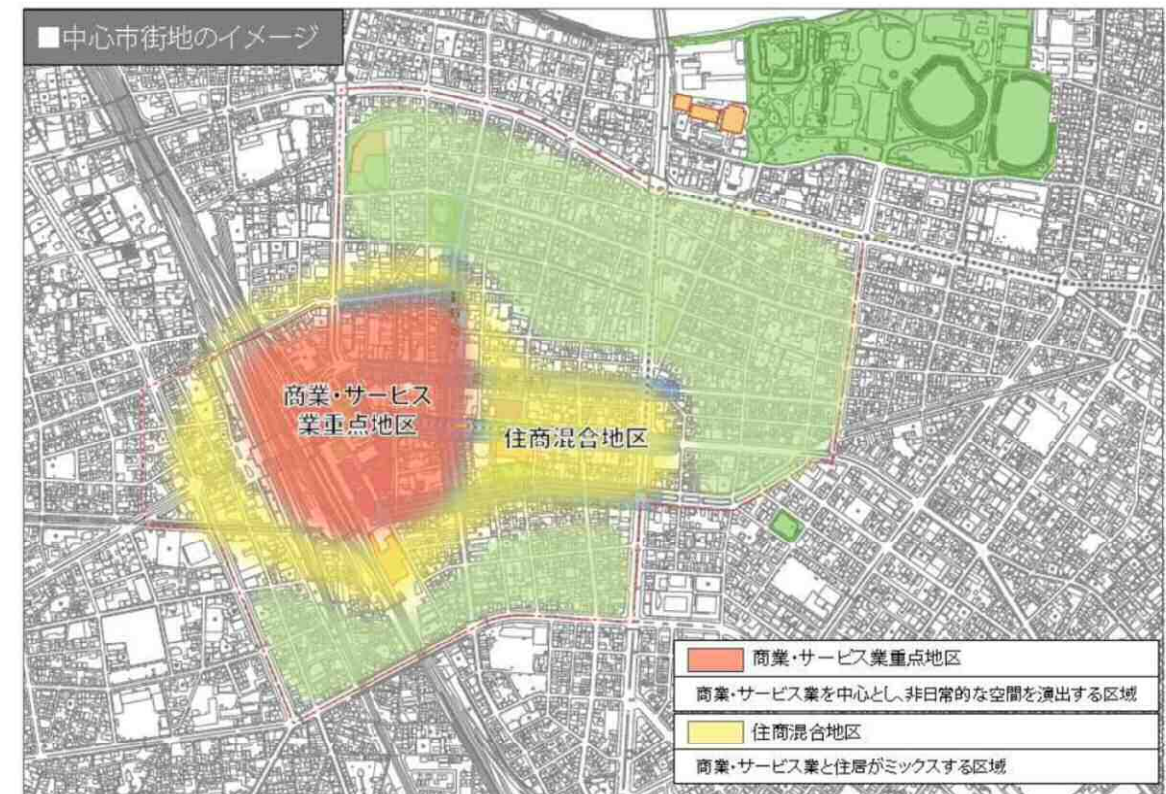 ■中心市街地のイメージ
商業・サービス
業重点地区
住商混合地区
商業・サービス業重点地区
商業・サービス業を中心とし、非日常的な空間を演出する区域
住商混合地区
商業・サービス業と住居がミックスする区域